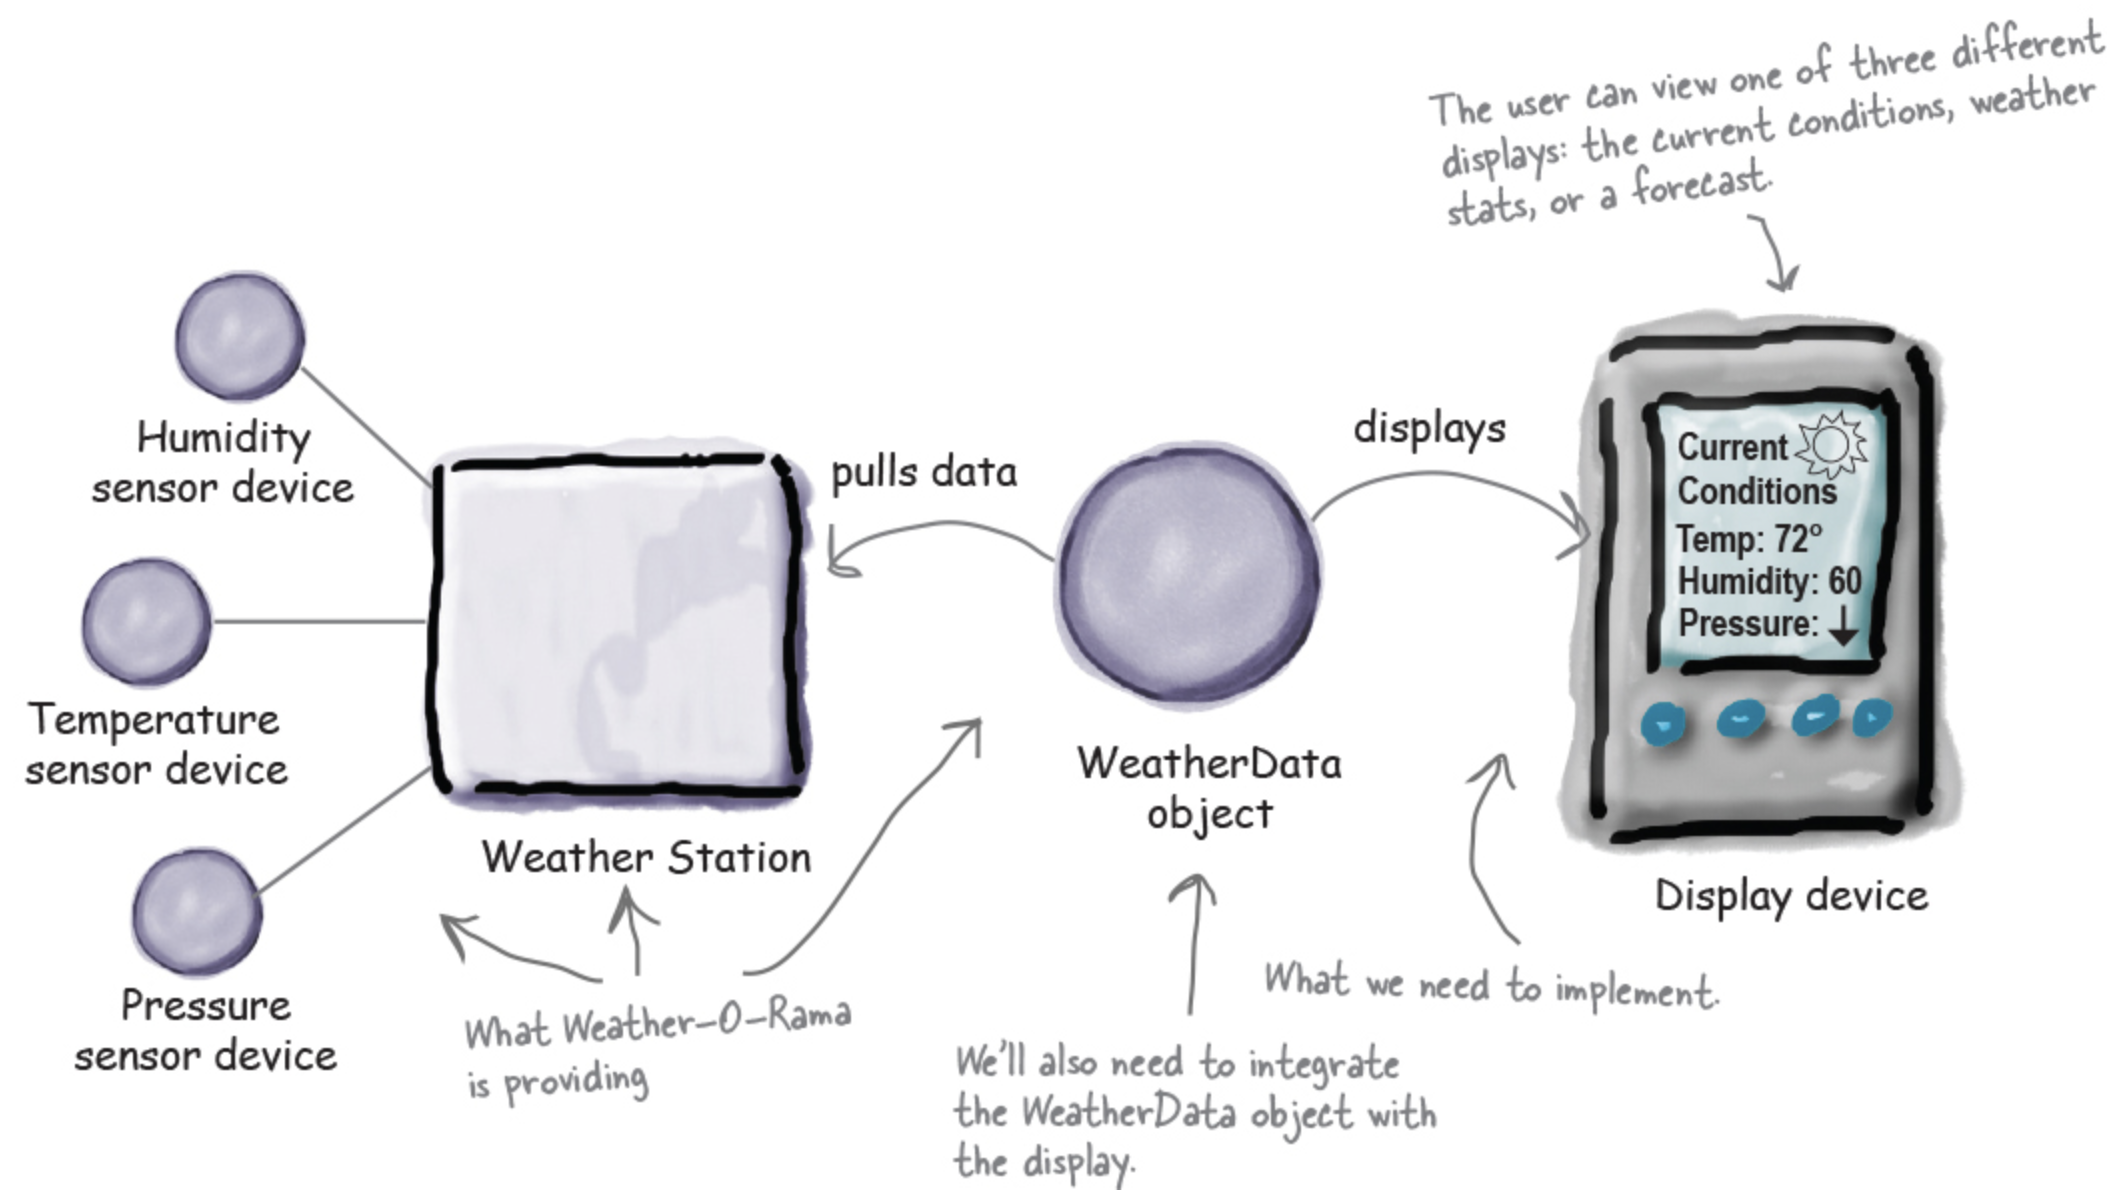 The user can view one of three different
displays: the current conditions, weather
stats, or a forecast.
Humidity
sensor device
Temperature
sensor device
Pressure
sensor device
Weather Station
pulls data
WeatherData
object
displays
Current
Conditions
Temp: 72°
Humidity: 60
Pressure:
Display device
What Weather-O-Rama
is providing
We'll also need to integrate
the WeatherData object with
the display.
What we need to implement.